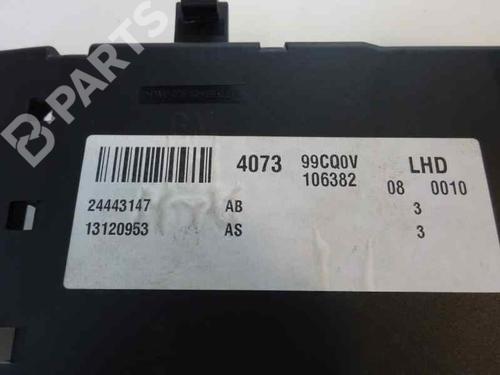 B-PARTS
4073 99CQ0V LHD
106382 08 0010
24443147 AB 3
13120953 AS 3